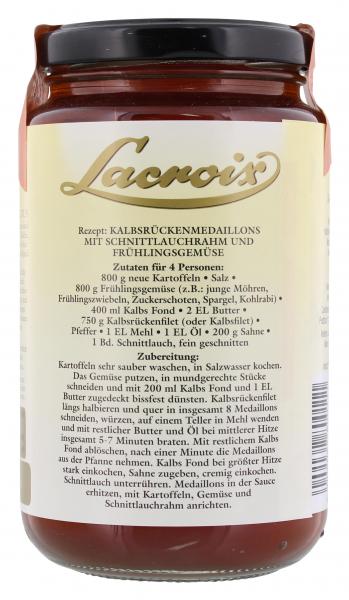 Lacroix
Rezept: KALBSRÜCKENMEDAILLONS
MIT SCHNITTLAUCHRAHM UND
FRÜHLINGSGEMÜSE
Zutaten für 4 Personen:
800 g neue Kartoffeln • Salz •
800 g Frühlingsgemüse (z.B.: junge Möhren,
Frühlingszwiebeln, Zuckerschoten, Spargel, Kohlrabi) •
400 ml Kalbs Fond • 2 EL Butter •
750 g Kalbsrückenfilet (oder Kalbsfilet) •
Pfeffer • 1 EL Mehl • 1 EL Öl • 200 g Sahne •
1 Bd. Schnittlauch, fein geschnitten
Zubereitung:
Kartoffeln sehr sauber waschen, in Salzwasser kochen.
Das Gemüse putzen, in mundgerechte Stücke
schneiden und mit 200 ml Kalbs Fond und 1 EL
Butter zugedeckt bissfest dünsten. Kalbsrückenfilet
längs halbieren und quer in insgesamt 8 Medaillons
schneiden, würzen, auf einem Teller in Mehl wenden
und mit restlicher Butter und Öl bei mittlerer Hitze
insgesamt 5-7 Minuten braten. Mit restlichem Kalbs
Fond ablöschen, nach einer Minute die Medaillons
aus der Pfanne nehmen. Kalbs Fond bei größter Hitze
stark einkochen, Sahne zugeben, cremig einkochen.
Schnittlauch unterrühren. Medaillons in der Sauce
erhitzen, mit Kartoffeln, Gemüse und
Schnittlauchrahm anrichten.